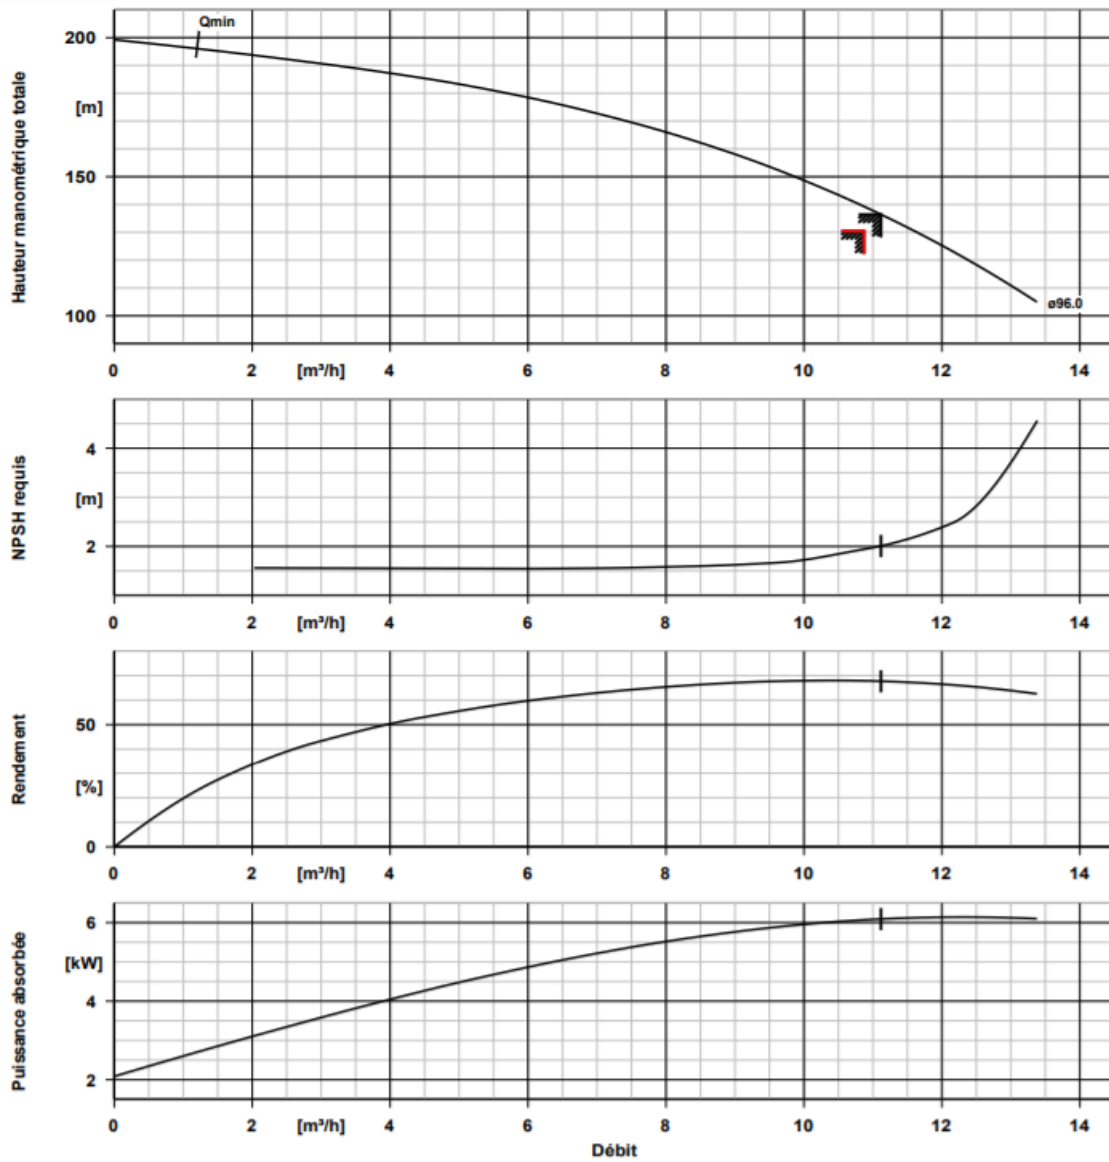 Qmin
200
[m]
150
100
Hauteur manométrique totale
ø96.0
0 2 [m³/h] 4 6 8 10 12 14
4
[m]
2
NPSH requis
0 2 [m³/h] 4 6 8 10 12 14
50
[%]
0
Rendement
0 2 [m³/h] 4 6 8 10 12 14
6
[kW]
4
2
Puissance absorbée
0 2 [m³/h] 4 6 8 10 12 14
Débit